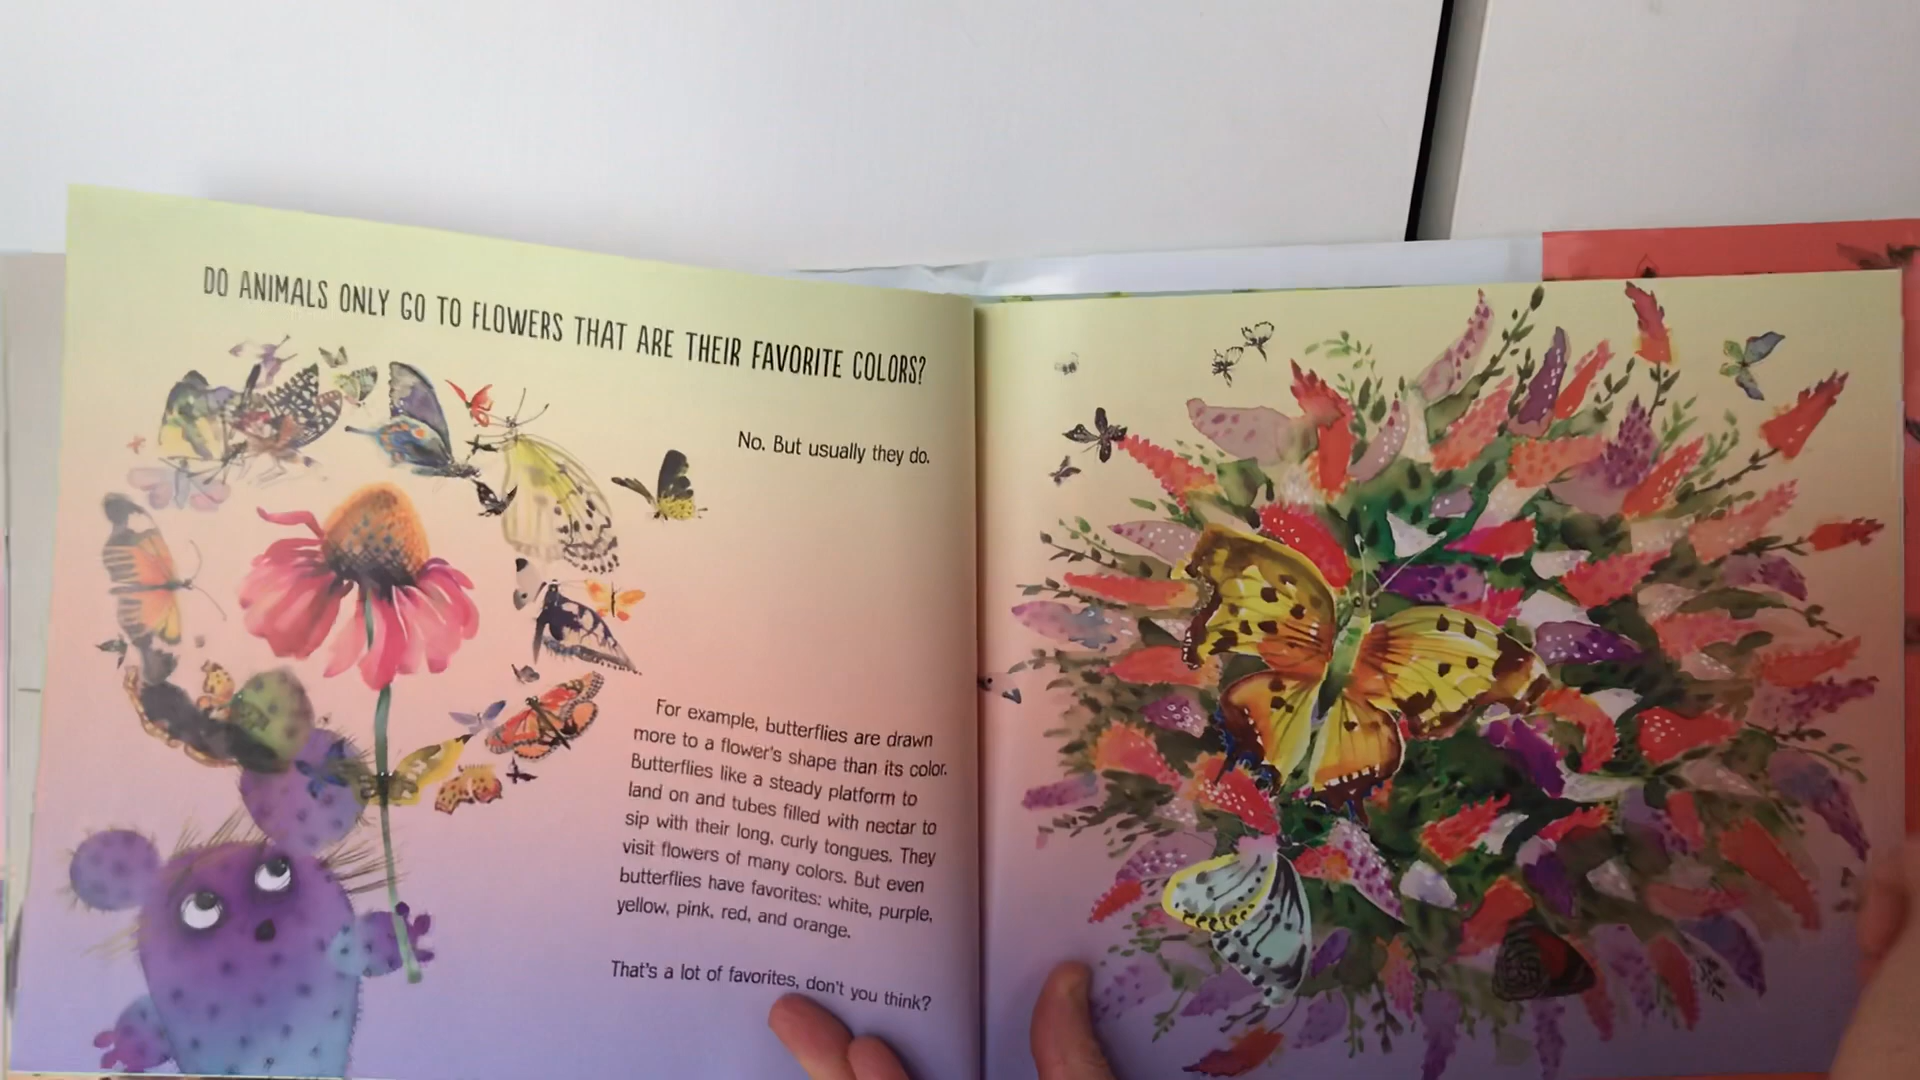 DO ANIMALS ONLY GO TO FLOWERS THAT ARE THEIR FAVORITE COLORS?
No. But usually they do.
For example, butterflies are drawn
more to a flower's shape than its color.
Butterflies like a steady platform to
land on and tubes filled with nectar to
sip with their long, curly tongues. They
visit flowers of many colors. But even
butterflies have favorites: white, purple,
yellow, pink, red, and orange.
That's a lot of favorites, don't you think?